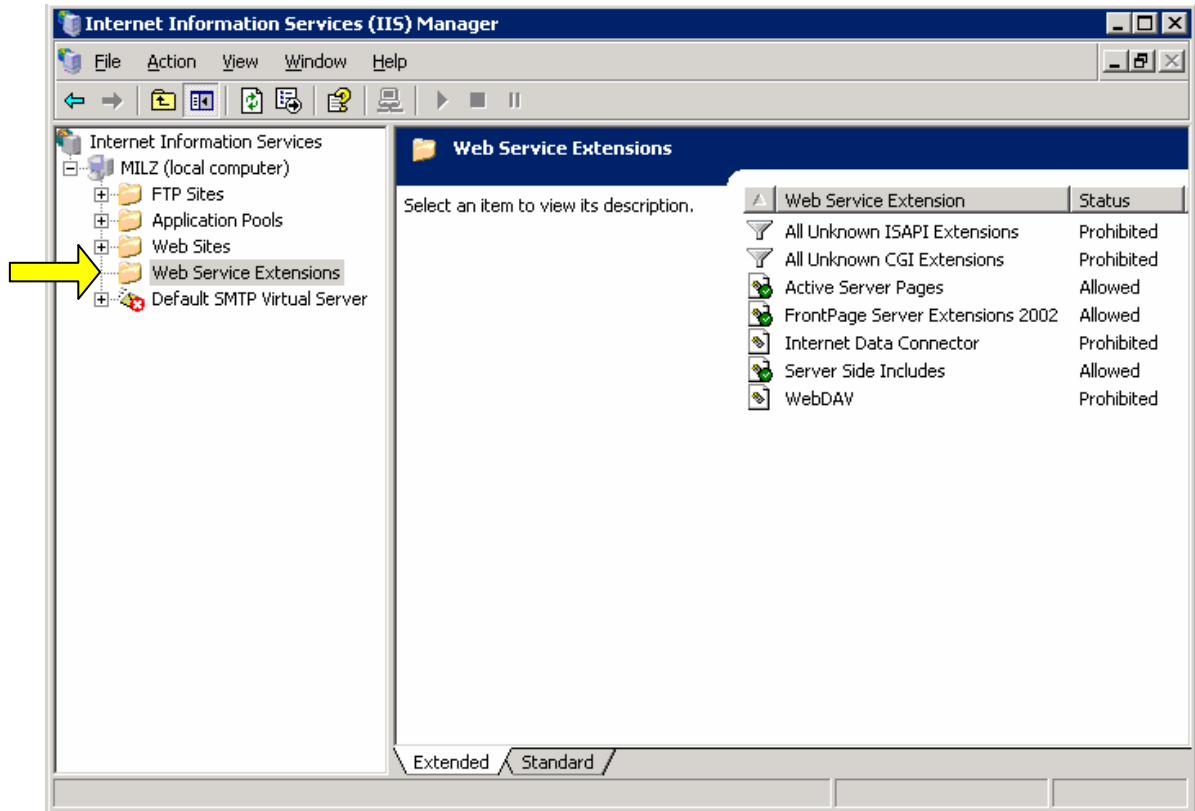 Internet Information Services (IIS) Manager
File Action View Window Help
Internet Information Services
MILZ (local computer)
FTP Sites
Application Pools
Web Sites
Web Service Extensions
Default SMTP Virtual Server
Web Service Extensions
Select an item to view its description.
Web Service Extension Status
All Unknown ISAPI Extensions Prohibited
All Unknown CGI Extensions Prohibited
Active Server Pages Allowed
FrontPage Server Extensions 2002 Allowed
Internet Data Connector Prohibited
Server Side Includes Allowed
WebDAV Prohibited
Extended Standard